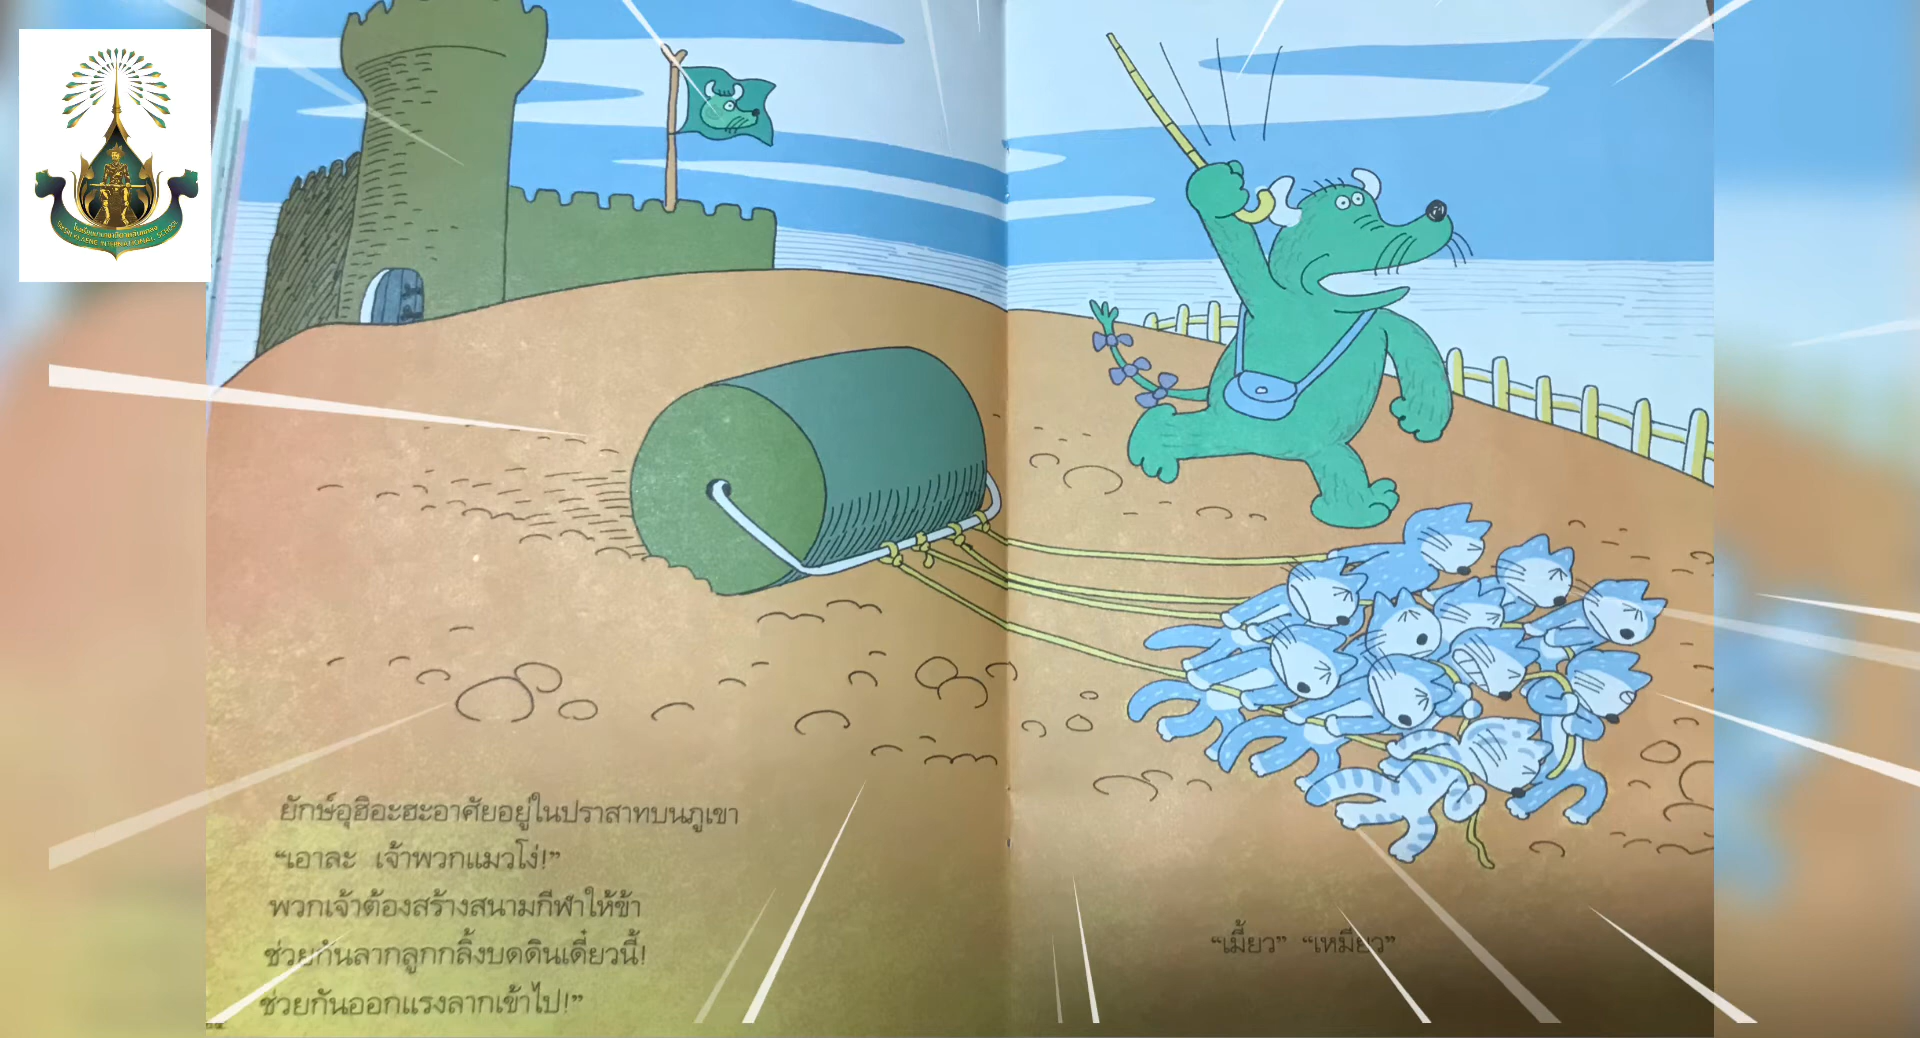 ยักษ์อุฮิอะฮะอาศัยอยู่ในปราสาทบนภูเขา
“เอาละ เจ้าพวกแมวโง่!”
พวกเจ้าต้องสร้างสนามกีฬาให้ข้า
ช่วยกันลากลูกกลิ้งบดดินเดี๋ยวนี้!
ช่วยกันออกแรงลากเข้าไป!”
“เมี้ยว” “เหมียว”